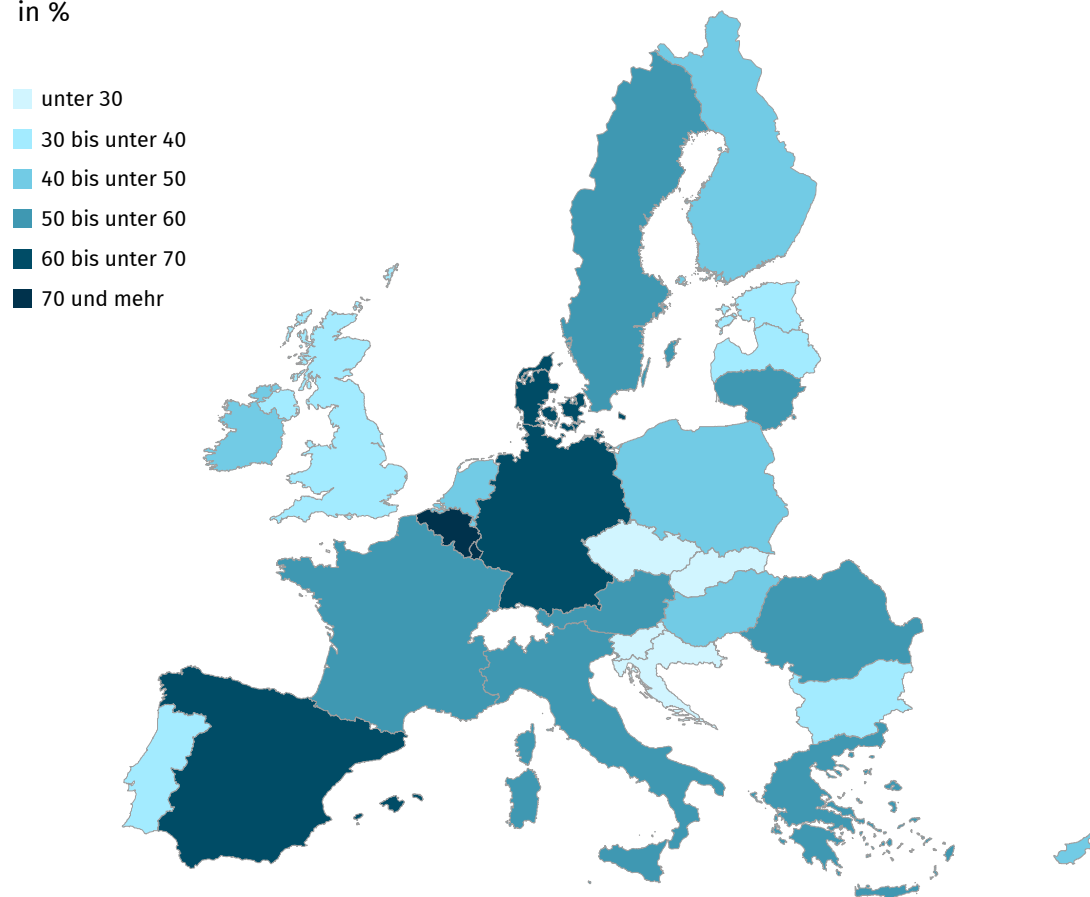 in %
unter 30
30 bis unter 40
40 bis unter 50
50 bis unter 60
60 bis unter 70
70 und mehr